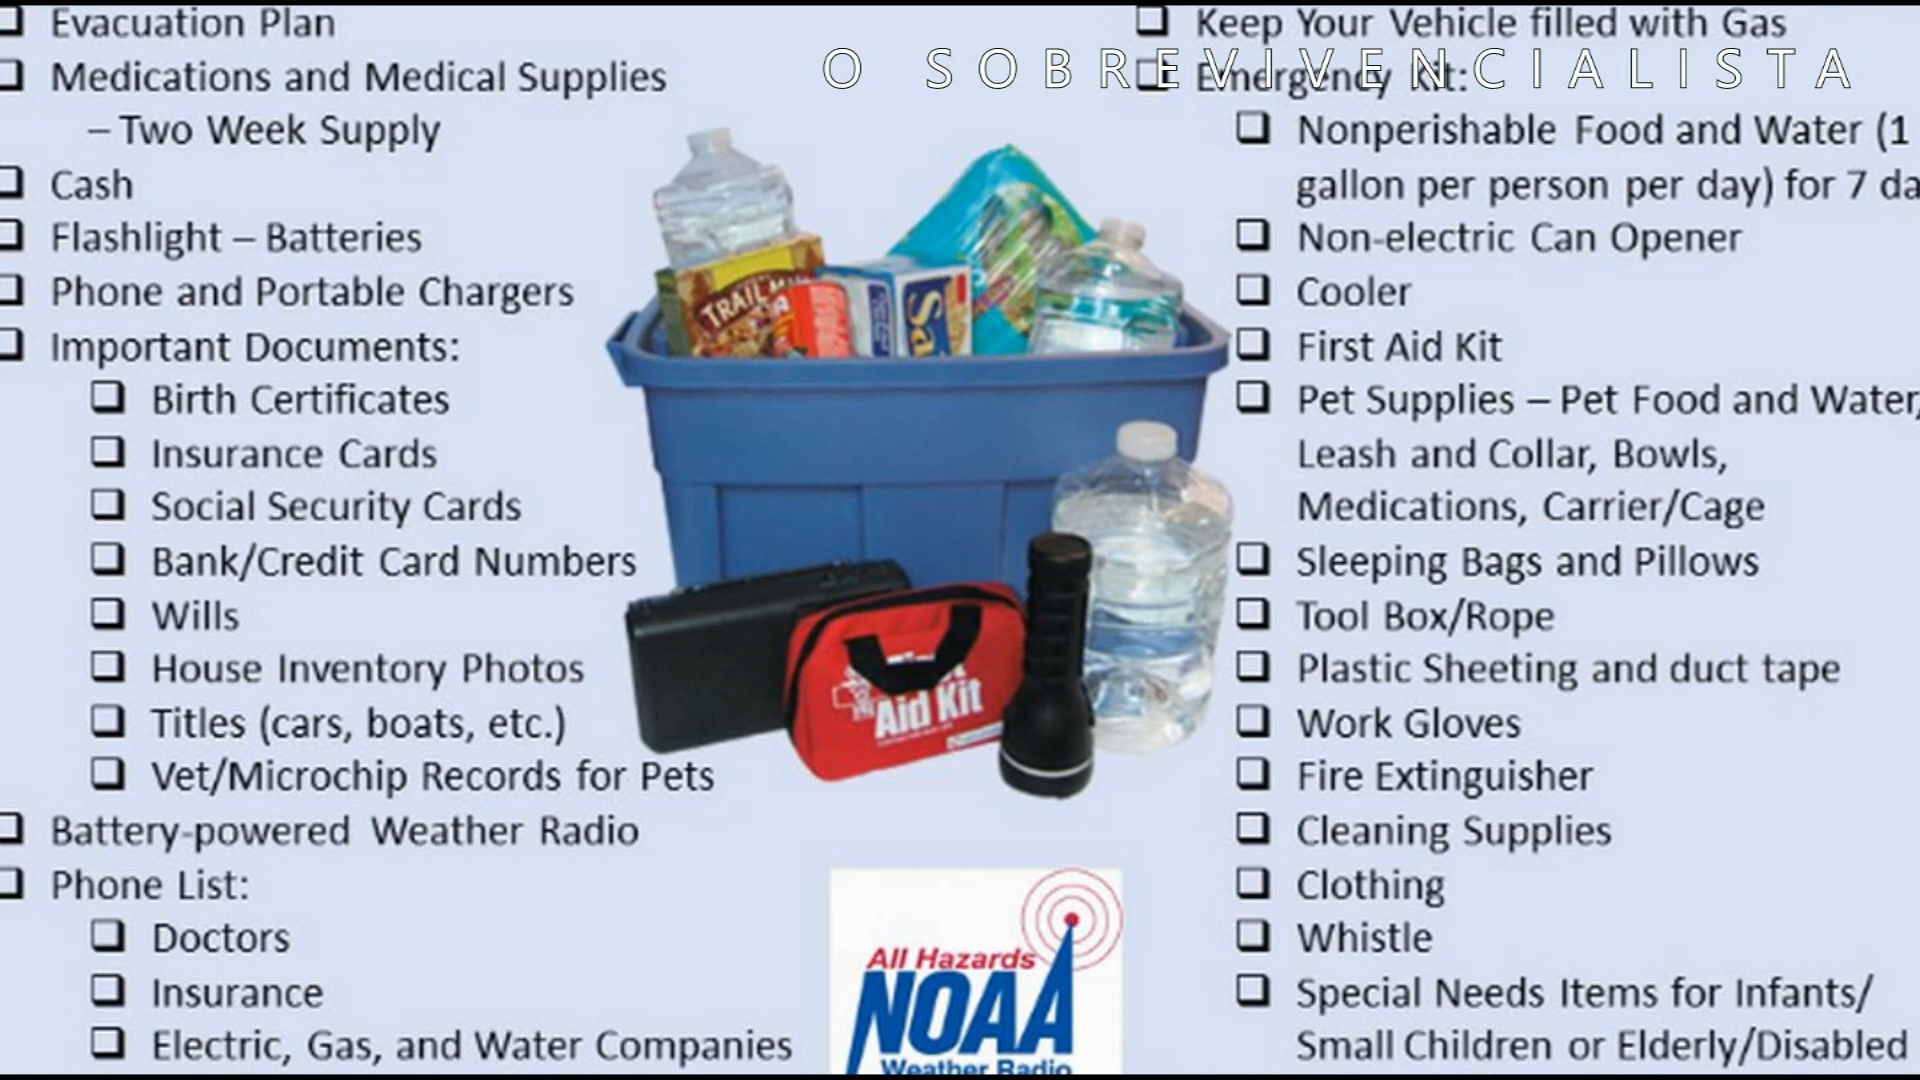 Evacuation Plan
Medications and Medical Supplies
– Two Week Supply
Cash
Flashlight – Batteries
Phone and Portable Chargers
Important Documents:
Birth Certificates
Insurance Cards
Social Security Cards
Bank/Credit Card Numbers
Wills
House Inventory Photos
Titles (cars, boats, etc.)
Vet/Microchip Records for Pets
Battery-powered Weather Radio
Phone List:
Doctors
Insurance
Electric, Gas, and Water Companies
TRAIL
Aid Kit
All Hazards
NOAA
Weather Radio
Keep Your Vehicle filled with Gas
O SOBREVIVENCIALISTA
Emergency Kit:
Nonperishable Food and Water (1
gallon per person per day) for 7
Non-electric Can Opener
Cooler
First Aid Kit
Pet Supplies – Pet Food and Water,
Leash and Collar, Bowls,
Medications, Carrier/Cage
Sleeping Bags and Pillows
Tool Box/Rope
Plastic Sheeting and duct tape
Work Gloves
Fire Extinguisher
Cleaning Supplies
Clothing
Whistle
Special Needs Items for Infants/
Small Children or Elderly/Disabled